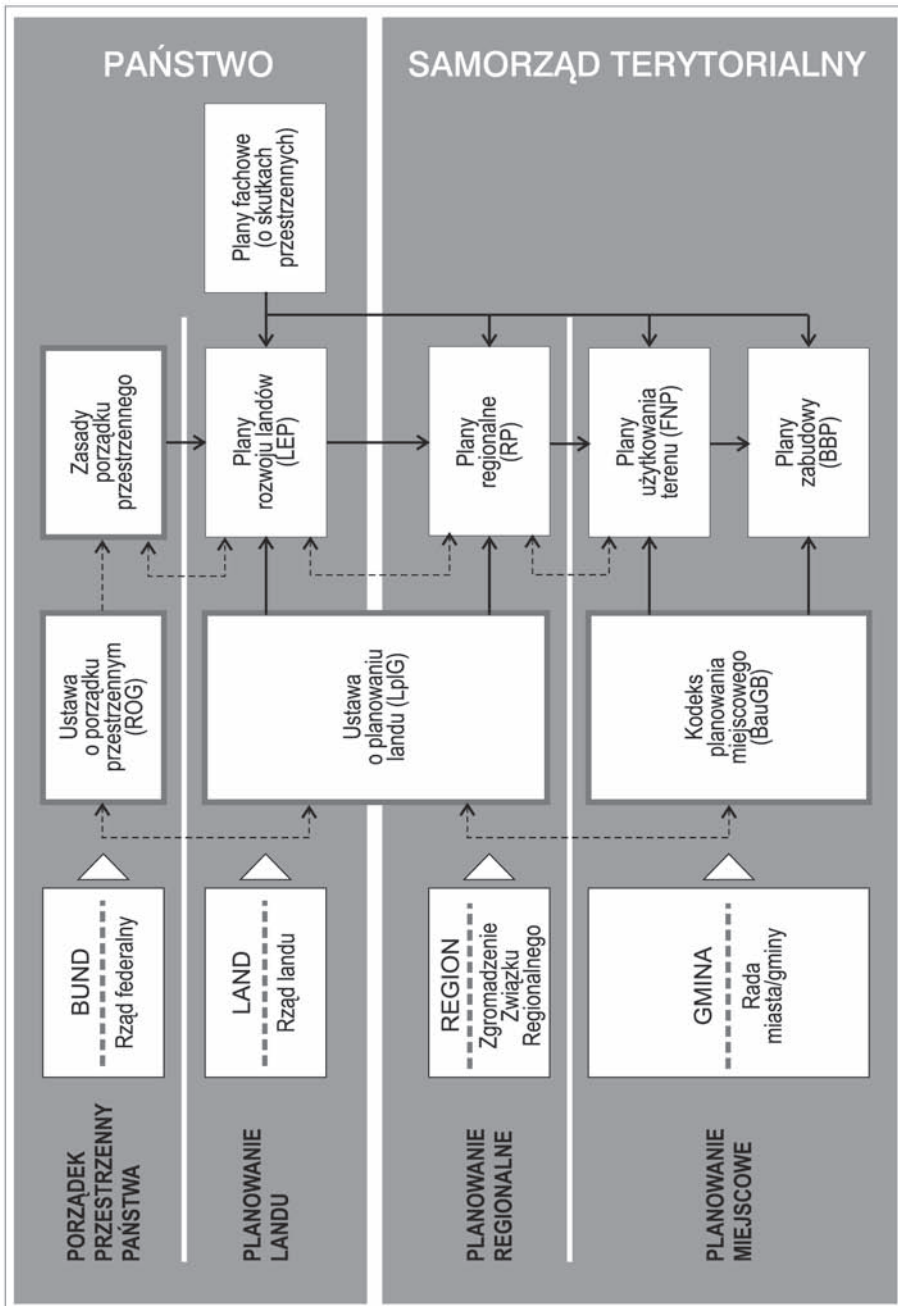 PAŃSTWO
SAMORZĄD TERYTORIALNY
PORZĄDEK
PRZESTRZENNY
PAŃSTWA
BUND
Rząd federalny
Ustawa
o porządku
przestrzennym
(ROG)
Zasady
porządku
przestrzennego
PLANOWANIE
LANDU
LAND
Rząd landu
Ustawa
o planowaniu
landu (LplG)
Plany
rozwoju landów
(LEP)
Plany fachowe
(o skutkach
przestrzennych)
PLANOWANIE
REGIONALNE
REGION
Zgromadzenie
Związku
Regionalnego
Plany
regionalne
(RP)
PLANOWANIE
MIEJSCOWE
GMINA
Rada
miasta/gminy
Kodeks
planowania
miejscowego
(BauGB)
Plany
użytkowania
terenu (FNP)
Plany
zabudowy
(BBP)